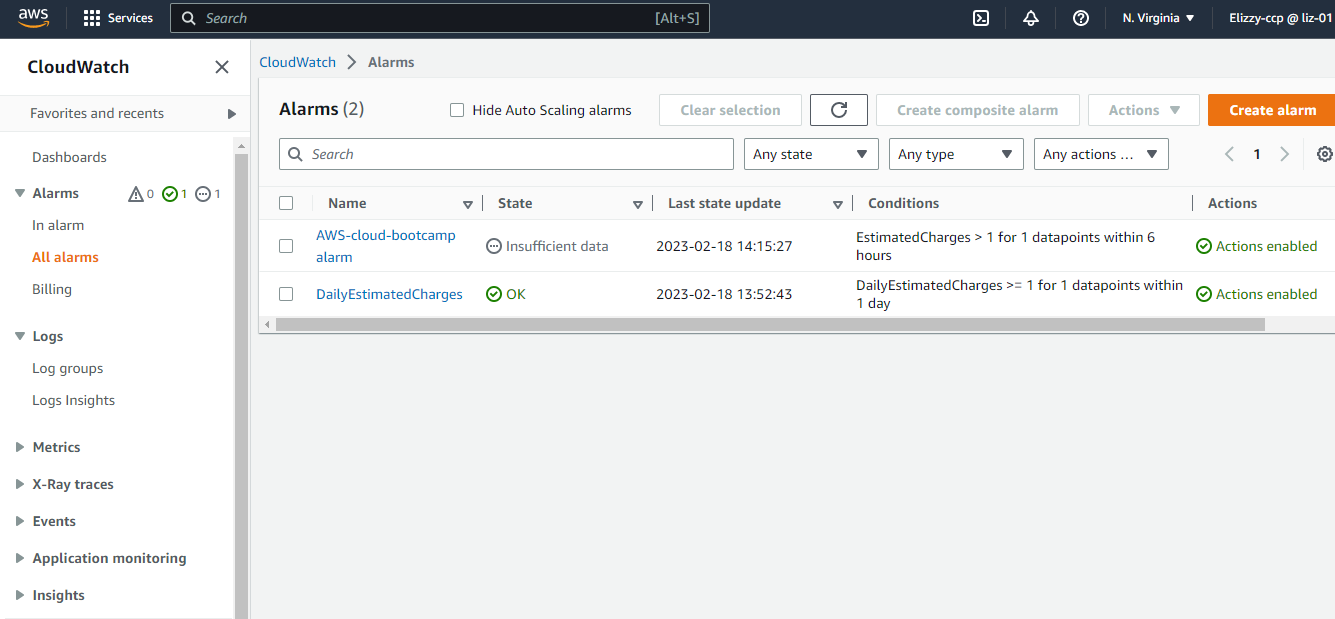 aws
Services
Search
[Alt+S]
N. Virginia
Elizzy-ccp @ liz-01
CloudWatch
Favorites and recents
Dashboards
Alarms
0
1
1
In alarm
All alarms
Billing
Logs
Log groups
Logs Insights
Metrics
X-Ray traces
Events
Application monitoring
Insights
CloudWatch
Alarms
Alarms (2)
Hide Auto Scaling alarms
Clear selection
Create composite alarm
Actions
Create alarm
Search
Any state
Any type
Any actions ...
1
Name
State
Last state update
Conditions
Actions
AWS-cloud-bootcamp
alarm
Insufficient data
2023-02-18 14:15:27
EstimatedCharges > 1 for 1 datapoints within 6
hours
Actions enabled
DailyEstimatedCharges
OK
2023-02-18 13:52:43
DailyEstimatedCharges >= 1 for 1 datapoints within
1 day
Actions enabled